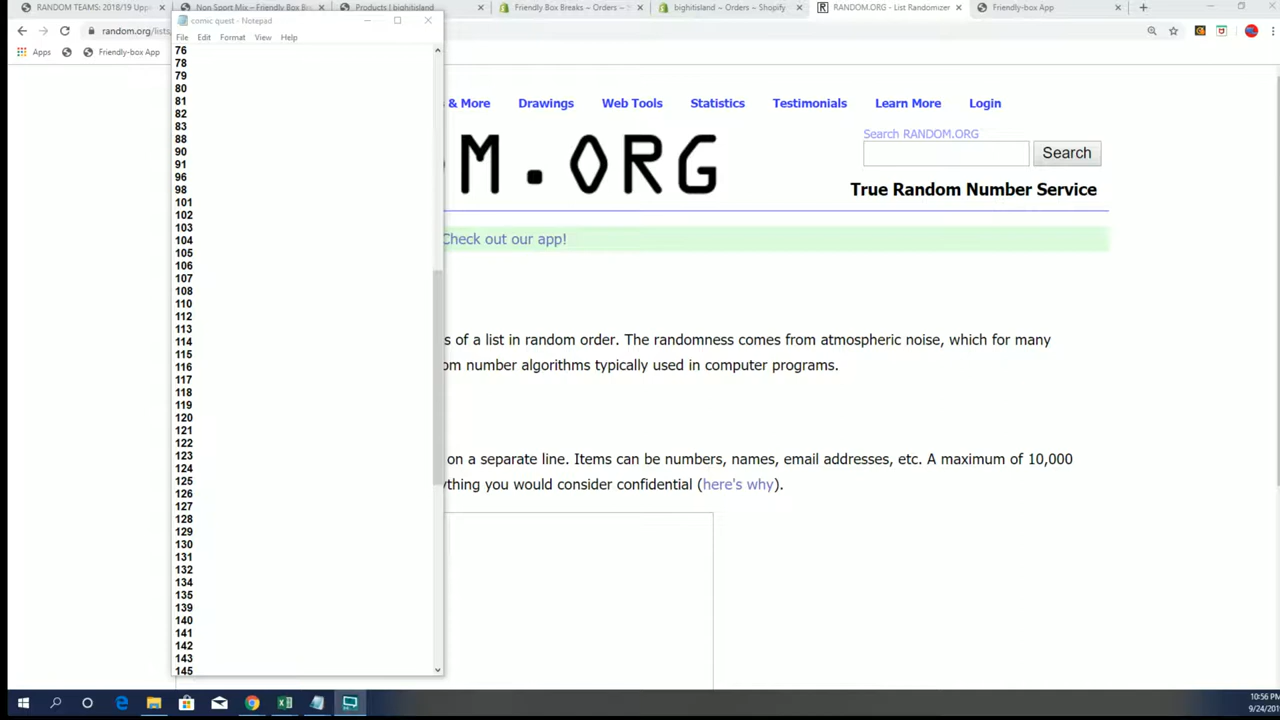 RANDOM TEAMS: 2018/19 Upp
Non Sport Mix – Friendly Box Br
Products | bighitisland
Friendly Box Breaks ~ Orders ~ S
bighitisland ~ Orders ~ Shopify
RANDOM.ORG - List Randomizer
Friendly-box App
random.org/lists
Apps
Friendly-box App
comic quest - Notepad
File Edit Format View Help
76
78
79
80
81
82
83
88
90
91
96
98
101
102
103
104
105
106
107
108
110
112
113
114
115
116
117
118
119
120
121
122
123
124
125
126
127
128
129
130
131
132
134
135
139
140
141
142
143
145
& More Drawings Web Tools Statistics Testimonials Learn More Login
Search RANDOM.ORG
M.ORG
Search
True Random Number Service
Check out our app!
s of a list in random order. The randomness comes from atmospheric noise, which for many
om number algorithms typically used in computer programs.
on a separate line. Items can be numbers, names, email addresses, etc. A maximum of 10,000
ything you would consider confidential (here's why).
10:56 PM
9/24/201